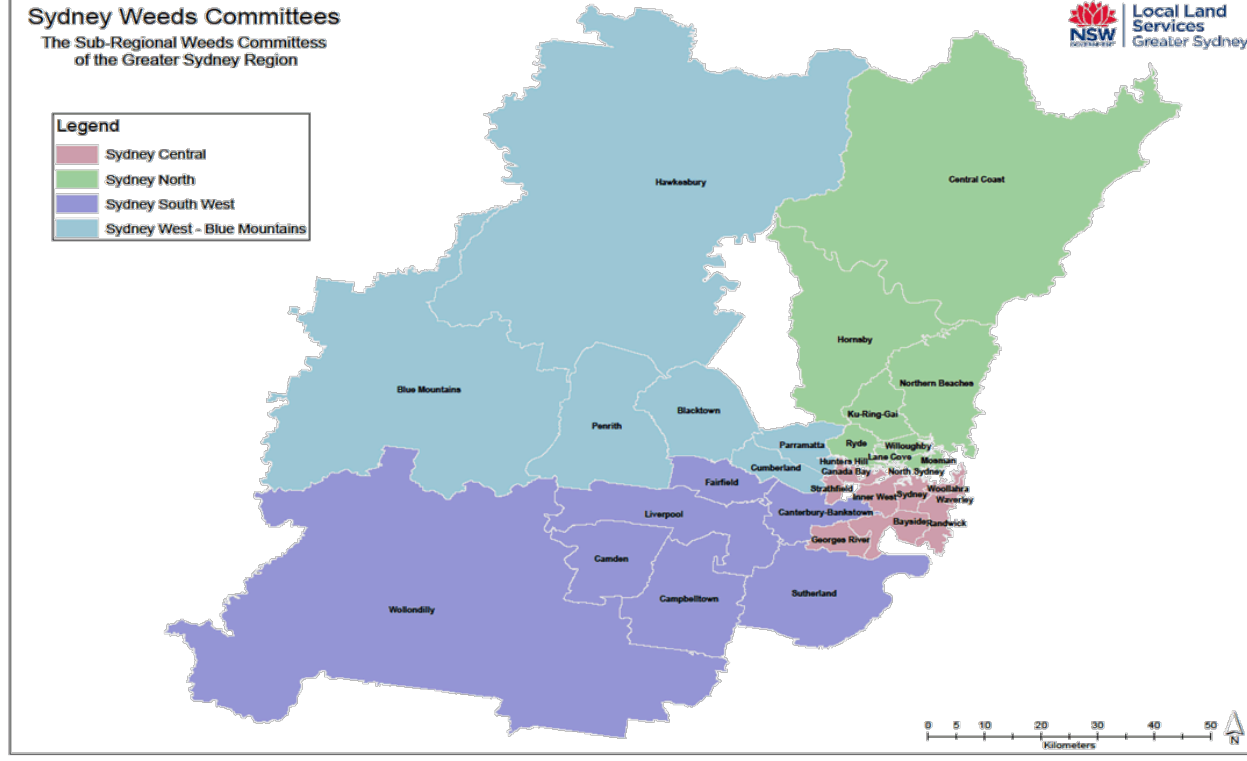 Sydney Weeds Committees
The Sub-Regional Weeds Committess
of the Greater Sydney Region
NSW
GOVERNMENT
Local Land
Services
Greater Sydney
Legend
Sydney Central
Sydney North
Sydney South West
Sydney West - Blue Mountains
Hawkesbury
Central Coast
Hornsby
Northern Beaches
Blue Mountains
Blacktown
Ku-Ring-Gai
Penrith
Parramatta
Ryde
Willoughby
Hunters Hill
Lane Cove
Mosman
Cumberland
Canada Bay
North Sydney
Fairfield
Strathfield
Inner West
Sydney
Woollahra
Waverley
Liverpool
Canterbury-Bankstown
Bayside
Randwick
Georges River
Camden
Campbelltown
Sutherland
Wollondilly
0 5 10 20 30 40 50
Kilometers
N